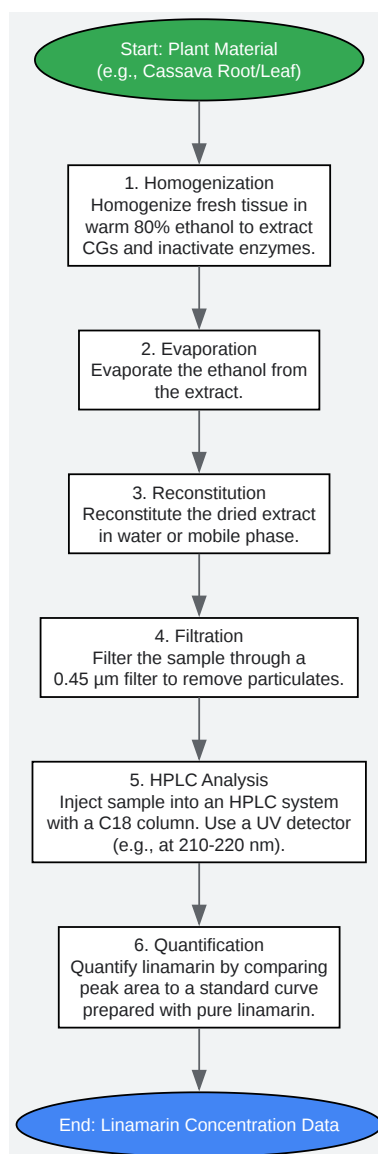 Start: Plant Material
(e.g., Cassava Root/Leaf)
1. Homogenization
Homogenize fresh tissue in
warm 80% ethanol to extract
CGs and inactivate enzymes.
2. Evaporation
Evaporate the ethanol from
the extract.
3. Reconstitution
Reconstitute the dried extract
in water or mobile phase.
4. Filtration
Filter the sample through a
0.45 µm filter to remove particulates.
5. HPLC Analysis
Inject sample into an HPLC system
with a C18 column. Use a UV detector
(e.g., at 210-220 nm).
6. Quantification
Quantify linamarin by comparing
peak area to a standard curve
prepared with pure linamarin.
End: Linamarin Concentration Data